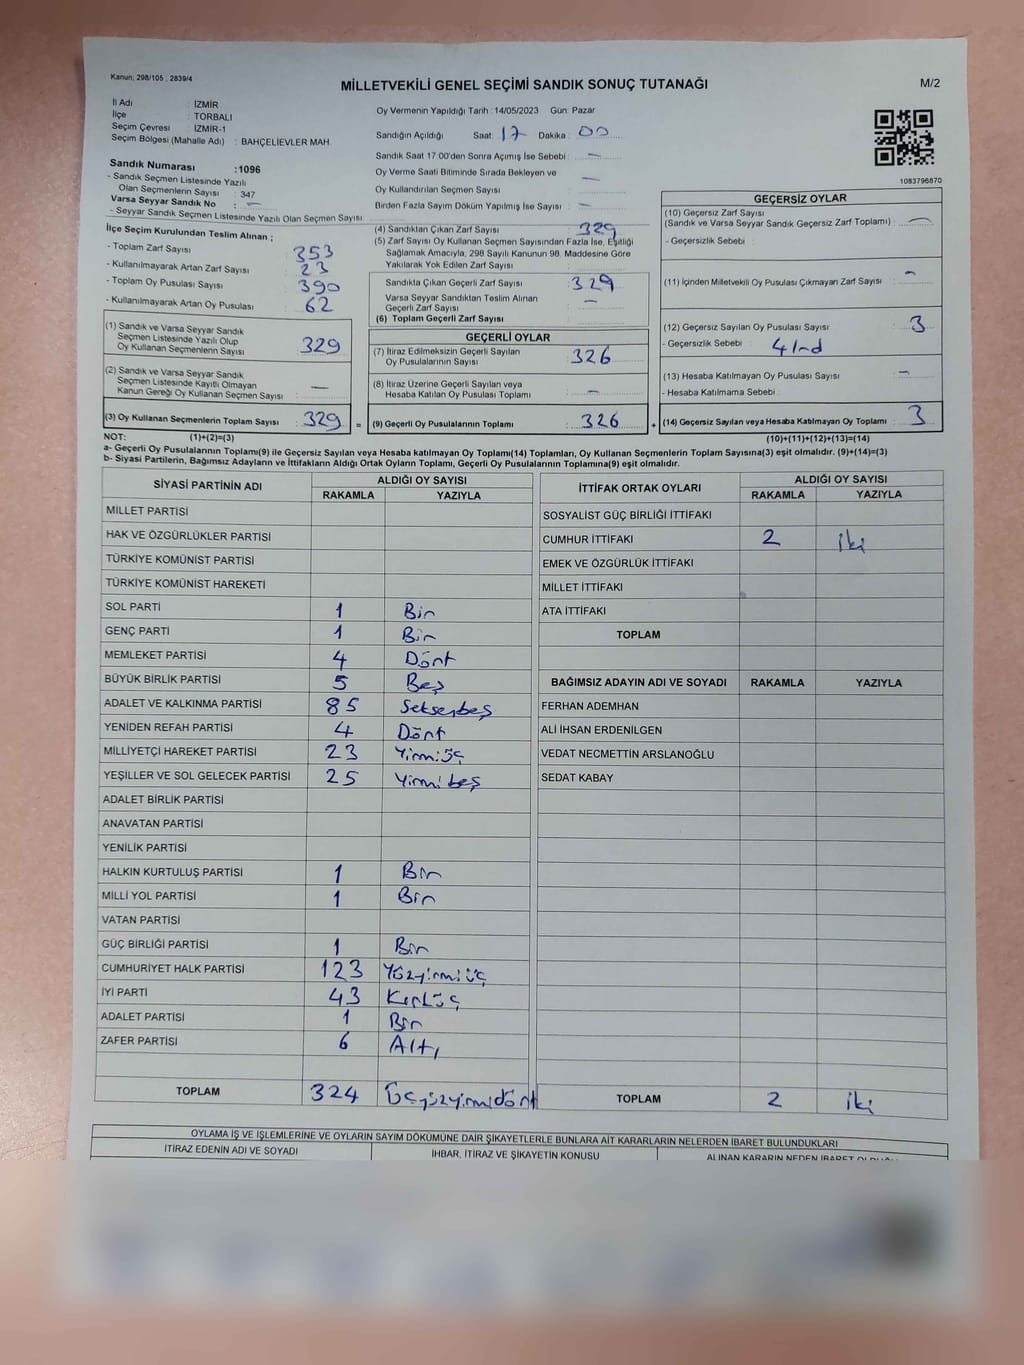 Kanun; 298/105 , 2839/4
MİLLETVEKİLİ GENEL SEÇİMİ SANDIK SONUÇ TUTANAĞI
M/2
İl Adı : İZMİR
İlçe : TORBALI
Seçim Çevresi : İZMİR-1
Seçim Bölgesi (Mahalle Adı) : BAHÇELİEVLER MAH.
Sandık Numarası :1096
- Sandık Seçmen Listesinde Yazılı
Olan Seçmenlerin Sayısı : 347
Varsa Seyyar Sandık No : —
- Seyyar Sandık Seçmen Listesinde Yazılı Olan Seçmen Sayısı
İlçe Seçim Kurulundan Teslim Alınan ;
- Toplam Zarf Sayısı : 353
- Kullanılmayarak Artan Zarf Sayısı : 23
- Toplam Oy Pusulası Sayısı : 390
- Kullanılmayarak Artan Oy Pusulası : 62
Oy Vermenin Yapıldığı Tarih :14/05/2023 Gün: Pazar
Sandığın Açıldığı Saat: 17 Dakika : 00
Sandık Saat 17:00'den Sonra Açımış İse Sebebi : —
Oy Verme Saati Bitiminde Sırada Bekleyen ve
Oy Kullandırılan Seçmen Sayısı : —
Birden Fazla Sayım Döküm Yapılmış İse Sayısı : —
(4) Sandıktan Çıkan Zarf Sayısı : 329
(5) Zarf Sayısı Oy Kullanan Seçmen Sayısından Fazla İse, Eşitliği
Sağlamak Amacıyla, 298 Sayılı Kanunun 98. Maddesine Göre
Yakılarak Yok Edilen Zarf Sayısı :
Sandıkta Çıkan Geçerli Zarf Sayısı : 329
Varsa Seyyar Sandıktan Teslim Alınan
Geçerli Zarf Sayısı : —
(6) Toplam Geçerli Zarf Sayısı :
1083796870
GEÇERSİZ OYLAR
(10) Geçersiz Zarf Sayısı
(Sandık ve Varsa Seyyar Sandık Geçersiz Zarf Toplamı) : —
- Geçersizlik Sebebi :
(11) İçinden Milletvekili Oy Pusulası Çıkmayan Zarf Sayısı : —
(12) Geçersiz Sayılan Oy Pusulası Sayısı : 3
- Geçersizlik Sebebi :
(13) Hesaba Katılmayan Oy Pusulası Sayısı : —
- Hesaba Katılmama Sebebi :
(14) Geçersiz Sayılan veya Hesaba Katılmayan Oy Toplamı : 3
(10)+(11)+(12)+(13)=(14)
(1) Sandık ve Varsa Seyyar Sandık
Seçmen Listesinde Yazılı Olup
Oy Kullanan Seçmenlerin Sayısı : 329
(2) Sandık ve Varsa Seyyar Sandık
Seçmen Listesinde Kayıtlı Olmayan
Kanun Gereği Oy Kullanan Seçmen Sayısı : —
(3) Oy Kullanan Seçmenlerin Toplam Sayısı : 329 =
GEÇERLİ OYLAR
(7) İtiraz Edilmeksizin Geçerli Sayılan
Oy Pusulalarının Sayısı : 326
(8) İtiraz Üzerine Geçerli Sayılan veya
Hesaba Katılan Oy Pusulası Toplamı : —
(9) Geçerli Oy Pusulalarının Toplamı : 326 +
NOT: (1)+(2)=(3)
a- Geçerli Oy Pusulalarının Toplamı(9) ile Geçersiz Sayılan veya Hesaba katılmayan Oy Toplamı(14) Toplamları, Oy Kullanan Seçmenlerin Toplam Sayısına(3) eşit olmalıdır. (9)+(14)=(3)
b- Siyasi Partilerin, Bağımsız Adayların ve İttifakların Aldığı Ortak Oyların Toplamı, Geçerli Oy Pusulalarının Toplamına(9) eşit olmalıdır.
SİYASİ PARTİNİN ADI ALDIĞI OY SAYISI
RAKAMLA YAZIYLA
MİLLET PARTİSİ
HAK VE ÖZGÜRLÜKLER PARTİSİ
TÜRKİYE KOMÜNİST PARTİSİ
TÜRKİYE KOMÜNİST HAREKETİ
SOL PARTİ 1 Bir
GENÇ PARTİ 1 Bir
MEMLEKET PARTİSİ 4 Dört
BÜYÜK BİRLİK PARTİSİ 5 Beş
ADALET VE KALKINMA PARTİSİ 85 Seksenbeş
YENİDEN REFAH PARTİSİ 4 Dört
MİLLİYETÇİ HAREKET PARTİSİ 23 Yirmiüç
YEŞİLLER VE SOL GELECEK PARTİSİ 25 Yirmibeş
ADALET BİRLİK PARTİSİ
ANAVATAN PARTİSİ
YENİLİK PARTİSİ
HALKIN KURTULUŞ PARTİSİ 1 Bir
MİLLİ YOL PARTİSİ 1 Bir
VATAN PARTİSİ
GÜÇ BİRLİĞİ PARTİSİ 1 Bir
CUMHURİYET HALK PARTİSİ 123 Yüzyirmiüç
İYİ PARTİ 43 Kırküç
ADALET PARTİSİ 1 Bir
ZAFER PARTİSİ 6 Altı
TOPLAM 324 Üçyüzyirmidört
İTTİFAK ORTAK OYLARI ALDIĞI OY SAYISI
RAKAMLA YAZIYLA
SOSYALİST GÜÇ BİRLİĞİ İTTİFAKI
CUMHUR İTTİFAKI 2 iki
EMEK VE ÖZGÜRLÜK İTTİFAKI
MİLLET İTTİFAKI
ATA İTTİFAKI
TOPLAM
BAĞIMSIZ ADAYIN ADI VE SOYADI RAKAMLA YAZIYLA
FERHAN ADEMHAN
ALİ İHSAN ERDENİLGEN
VEDAT NECMETTİN ARSLANOĞLU
SEDAT KABAY
TOPLAM 2 iki
OYLAMA İŞ VE İŞLEMLERİNE VE OYLARIN SAYIM DÖKÜMÜNE DAİR ŞİKAYETLERLE BUNLARA AİT KARARLARIN NELERDEN İBARET BULUNDUKLARI
İTİRAZ EDENİN ADI VE SOYADI İHBAR, İTİRAZ VE ŞİKAYETİN KONUSU ALINAN KARARIN NEDEN İBARET OLDUĞU